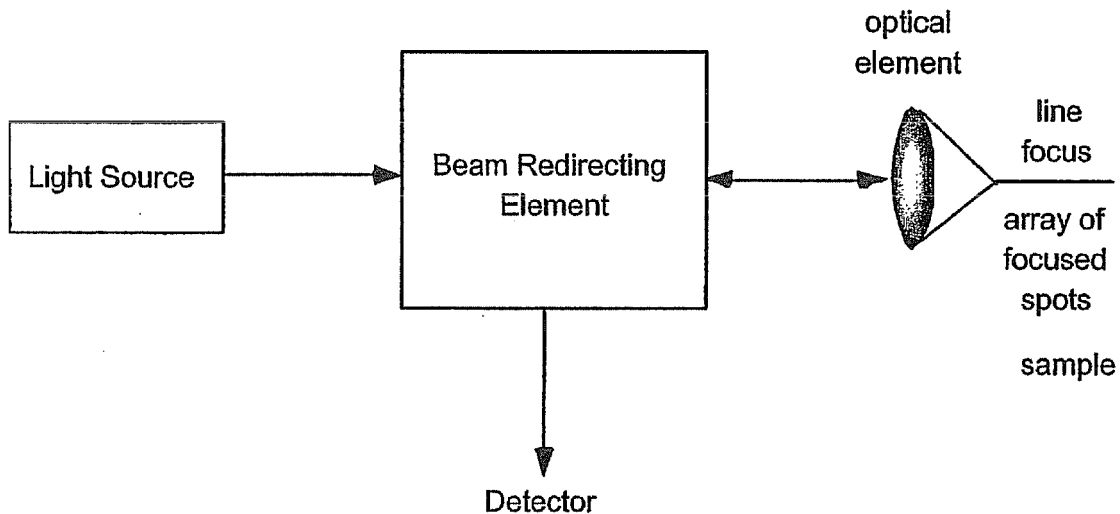 optical
element
line
focus
Light Source
Beam Redirecting
Element
array of
focused
spots
sample
Detector